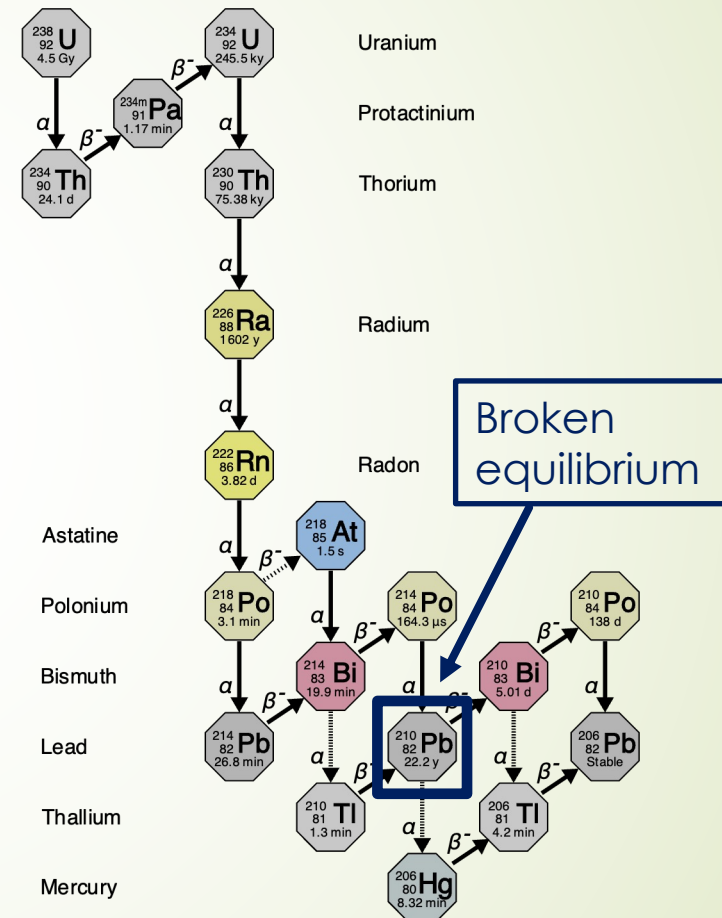 238
92 U
4.5 Gy
234
92 U
245.5 ky
Uranium
β-
234m
91 Pa
1.17 min
Protactinium
α
β-
α
234
90 Th
24.1 d
230
90 Th
75.38 ky
Thorium
α
226
88 Ra
1602 y
Radium
α
Broken
equilibrium
222
86 Rn
3.82 d
Radon
Astatine
α
β-
218
85 At
1.5 s
Polonium
218
84 Po
3.1 min
α
β-
214
84 Po
164.3 µs
β-
210
84 Po
138 d
Bismuth
α
β-
214
83 Bi
19.9 min
α
β-
210
83 Bi
5.01 d
α
Lead
214
82 Pb
26.8 min
α
β-
210
82 Pb
22.2 y
α
β-
206
82 Pb
Stable
Thallium
210
81 Tl
1.3 min
α
β-
206
81 Tl
4.2 min
Mercury
206
80 Hg
8.32 min